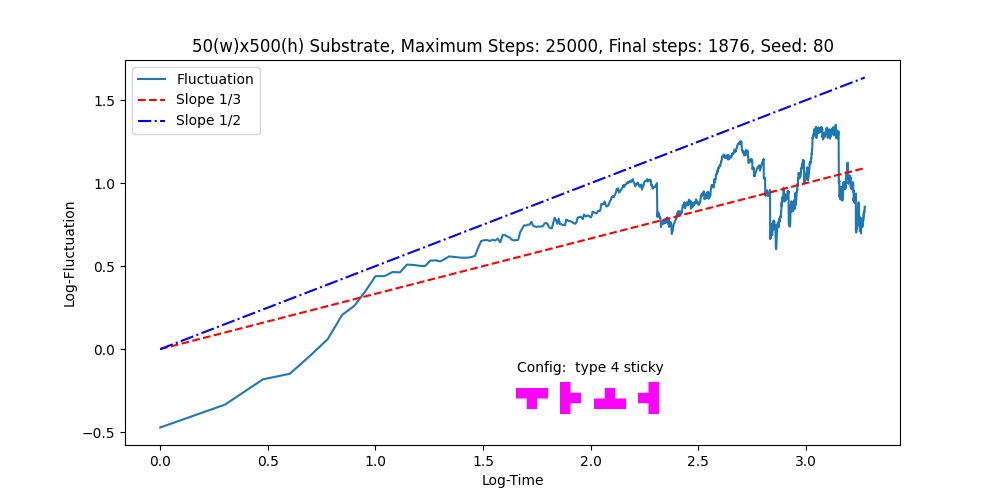 50(w)x500(h) Substrate, Maximum Steps: 25000, Final steps: 1876, Seed: 80
Fluctuation
Slope 1/3
Slope 1/2
1.5
1.0
0.5
0.0
−0.5
Log-Fluctuation
Config:  type 4 sticky
0.0 0.5 1.0 1.5 2.0 2.5 3.0
Log-Time